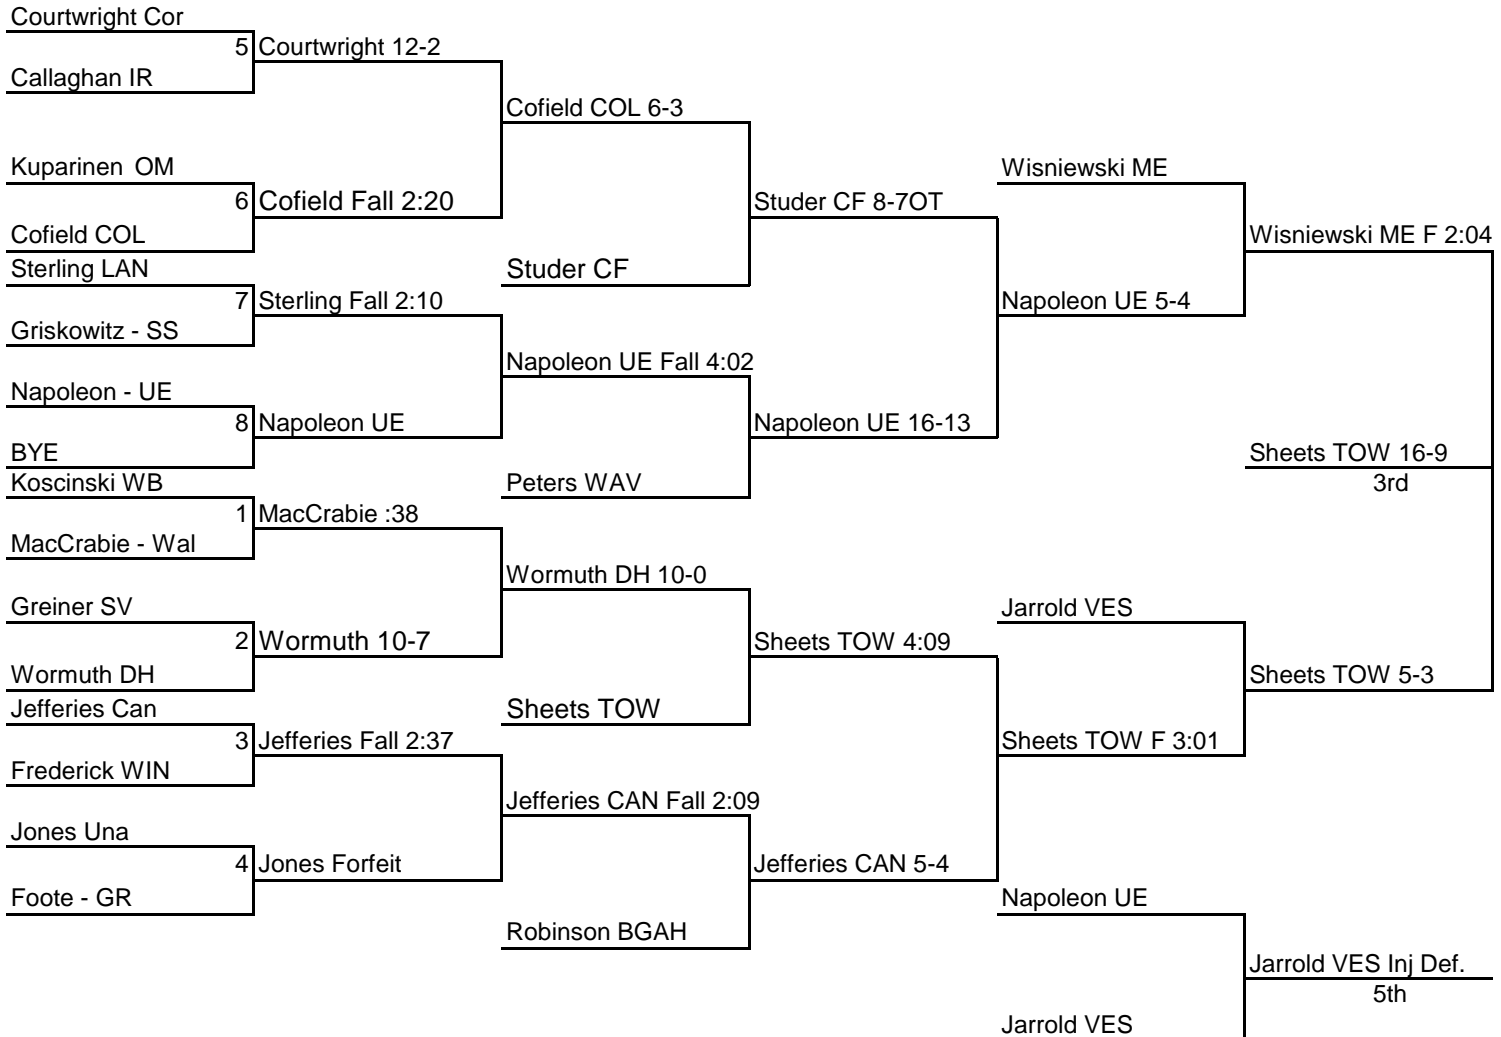 Courtwright Cor
5 Courtwright 12-2
Callaghan IR
Cofield COL 6-3
Kuparinen OM
Wisniewski ME
6 Cofield Fall 2:20
Studer CF 8-7OT
Cofield COL
Wisniewski ME F 2:04
Sterling LAN
Studer CF
7 Sterling Fall 2:10
Napoleon UE 5-4
Griskowitz - SS
Napoleon UE Fall 4:02
Napoleon - UE
8 Napoleon UE
Napoleon UE 16-13
BYE
Sheets TOW 16-9
Koscinski WB
Peters WAV
3rd
1 MacCrabie :38
MacCrabie - Wal
Wormuth DH 10-0
Greiner SV
Jarrold VES
2 Wormuth 10-7
Sheets TOW 4:09
Wormuth DH
Sheets TOW 5-3
Jefferies Can
Sheets TOW
3 Jefferies Fall 2:37
Sheets TOW F 3:01
Frederick WIN
Jefferies CAN Fall 2:09
Jones Una
4 Jones Forfeit
Jefferies CAN 5-4
Foote - GR
Napoleon UE
Robinson BGAH
Jarrold VES Inj Def.
5th
Jarrold VES